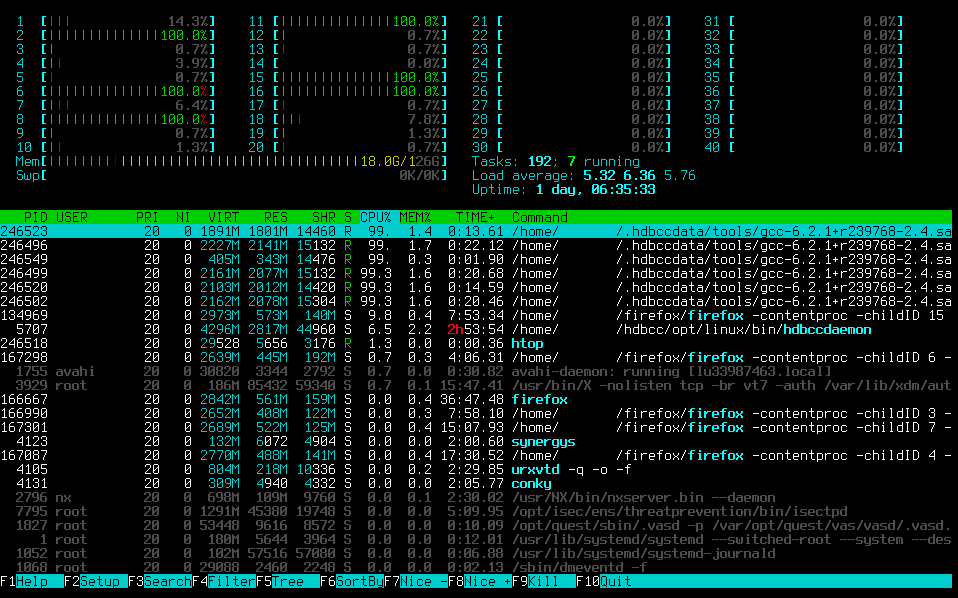 1 [||| 14.3%] 11 [||||||||||||||100.0%] 21 [ 0.0%] 31 [ 0.0%]
2 [||||||||||||||100.0%] 12 [| 0.7%] 22 [ 0.0%] 32 [ 0.0%]
3 [| 0.7%] 13 [| 0.7%] 23 [ 0.0%] 33 [ 0.0%]
4 [|| 3.9%] 14 [ 0.0%] 24 [ 0.0%] 34 [ 0.0%]
5 [| 0.7%] 15 [||||||||||||||100.0%] 25 [ 0.0%] 35 [ 0.0%]
6 [||||||||||||||100.0%] 16 [||||||||||||||100.0%] 26 [ 0.0%] 36 [ 0.0%]
7 [||| 6.4%] 17 [| 0.7%] 27 [ 0.0%] 37 [ 0.0%]
8 [||||||||||||||100.0%] 18 [||| 7.8%] 28 [ 0.0%] 38 [ 0.0%]
9 [| 0.7%] 19 [| 1.3%] 29 [ 0.0%] 39 [ 0.0%]
10 [| 1.3%] 20 [| 0.7%] 30 [ 0.0%] 40 [ 0.0%]
Mem[|||||||||||||||||||||||||||||||||||||||18.0G/126G] Tasks: 192; 7 running
Swp[ 0K/0K] Load average: 5.32 6.36 5.76
Uptime: 1 day, 06:35:33
PID USER PRI NI VIRT RES SHR S CPU% MEM% TIME+ Command
246523 20 0 1891M 1801M 14460 R 99. 1.4 0:13.61 /home/ /.hdbccdata/tools/gcc-6.2.1+r239768-2.4.sa
246496 20 0 2227M 2141M 15132 R 99. 1.7 0:22.12 /home/ /.hdbccdata/tools/gcc-6.2.1+r239768-2.4.sa
246549 20 0 405M 343M 14476 R 99. 0.3 0:01.90 /home/ /.hdbccdata/tools/gcc-6.2.1+r239768-2.4.sa
246499 20 0 2161M 2077M 15132 R 99.3 1.6 0:20.68 /home/ /.hdbccdata/tools/gcc-6.2.1+r239768-2.4.sa
246520 20 0 2103M 2012M 14420 R 99.3 1.6 0:14.59 /home/ /.hdbccdata/tools/gcc-6.2.1+r239768-2.4.sa
246502 20 0 2162M 2078M 15304 R 99.3 1.6 0:20.46 /home/ /.hdbccdata/tools/gcc-6.2.1+r239768-2.4.sa
134969 20 0 2973M 573M 140M S 9.8 0.4 7:53.34 /home/ /firefox/firefox -contentproc -childID 15
5707 20 0 4296M 2817M 44960 S 6.5 2.2 2h53:54 /home/ /hdbcc/opt/linux/bin/hdbccdaemon
246518 20 0 29528 5656 3176 R 1.3 0.0 0:00.36 htop
167298 20 0 2639M 445M 192M S 0.7 0.3 4:06.31 /home/ /firefox/firefox -contentproc -childID 6 -
1755 avahi 20 0 30820 3344 2792 S 0.7 0.0 0:30.82 avahi-daemon: running [lu33987463.local]
3929 root 20 0 186M 85432 59340 S 0.7 0.1 15:47.41 /usr/bin/X -nolisten tcp -br vt7 -auth /var/lib/xdm/aut
166667 20 0 2842M 561M 159M S 0.0 0.4 36:47.48 firefox
166990 20 0 2652M 408M 122M S 0.0 0.3 7:58.10 /home/ /firefox/firefox -contentproc -childID 3 -
167301 20 0 2689M 522M 125M S 0.0 0.4 15:07.93 /home/ /firefox/firefox -contentproc -childID 7 -
4123 20 0 132M 6072 4904 S 0.0 0.0 2:00.60 synergys
167087 20 0 2770M 488M 141M S 0.0 0.4 17:30.52 /home/ /firefox/firefox -contentproc -childID 4 -
4105 20 0 804M 218M 10336 S 0.0 0.2 2:29.85 urxvtd -q -o -f
4131 20 0 309M 4940 4332 S 0.0 0.0 2:05.77 conky
2796 nx 20 0 698M 109M 9760 S 0.0 0.1 2:30.02 /usr/NX/bin/nxserver.bin --daemon
7795 root 20 0 1291M 45380 19748 S 0.0 0.0 5:09.95 /opt/isec/ens/threatprevention/bin/isectpd
1827 root 20 0 53448 9616 8572 S 0.0 0.0 0:10.09 /opt/quest/sbin/.vasd -p /var/opt/quest/vas/vasd/.vasd.
1 root 20 0 180M 5644 3964 S 0.0 0.0 0:12.01 /usr/lib/systemd/systemd --switched-root --system --des
1052 root 20 0 102M 57516 57080 S 0.0 0.0 0:06.88 /usr/lib/systemd/systemd-journald
1068 root 20 0 29088 2460 2248 S 0.0 0.0 0:02.13 /sbin/dmeventd -f
F1Help F2Setup F3SearchF4FilterF5Tree F6SortByF7Nice -F8Nice +F9Kill F10Quit